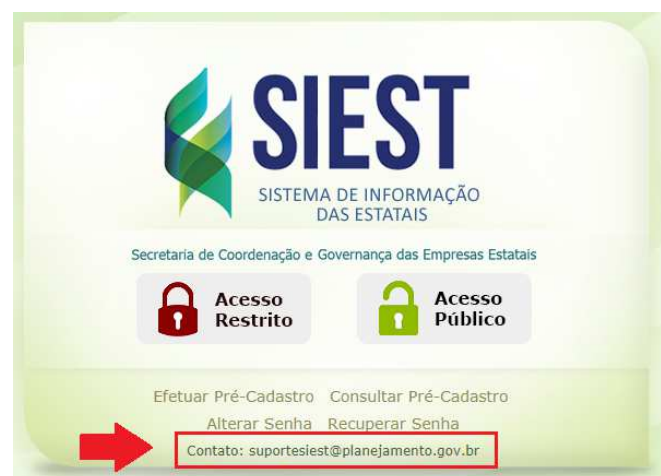 SIEST
SISTEMA DE INFORMAÇÃO
DAS ESTATAIS
Secretaria de Coordenação e Governança das Empresas Estatais
Acesso
Restrito
Acesso
Público
Efetuar Pré-Cadastro Consultar Pré-Cadastro
Alterar Senha Recuperar Senha
Contato: suportesiest@planejamento.gov.br